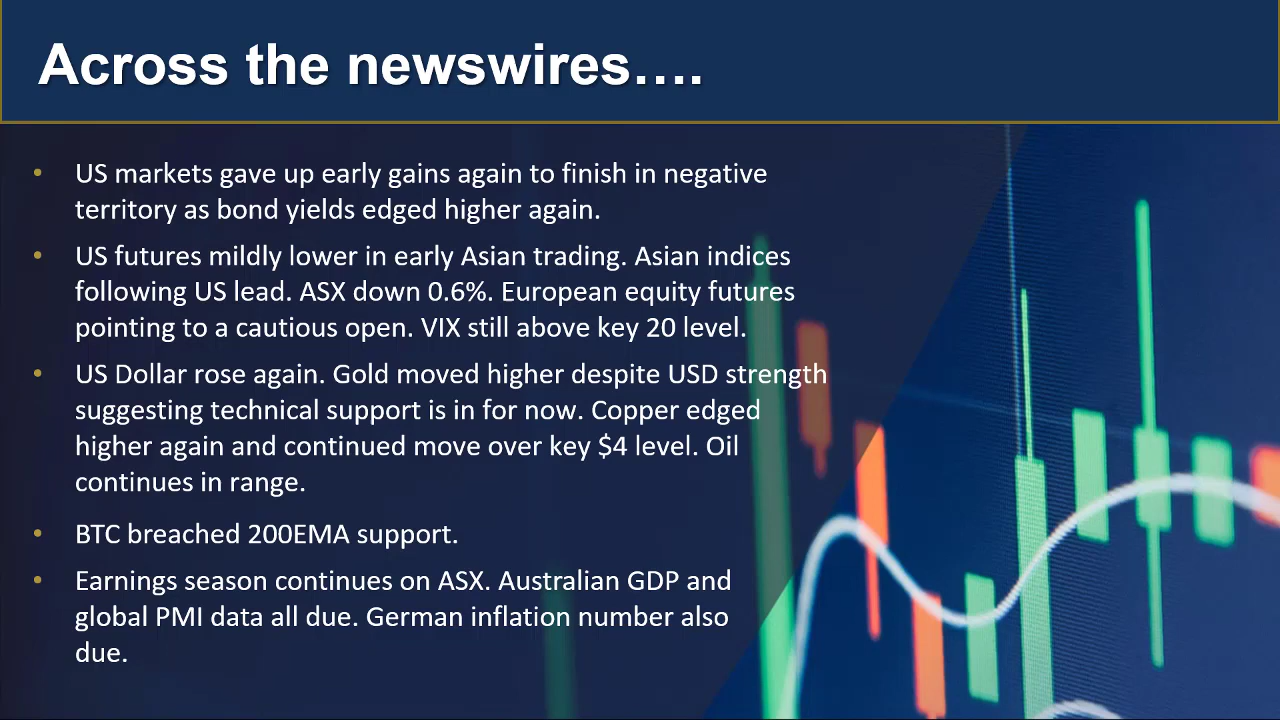 Across the newswires….
• US markets gave up early gains again to finish in negative
territory as bond yields edged higher again.
• US futures mildly lower in early Asian trading. Asian indices
following US lead. ASX down 0.6%. European equity futures
pointing to a cautious open. VIX still above key 20 level.
• US Dollar rose again. Gold moved higher despite USD strength
suggesting technical support is in for now. Copper edged
higher again and continued move over key $4 level. Oil
continues in range.
• BTC breached 200EMA support.
• Earnings season continues on ASX. Australian GDP and
global PMI data all due. German inflation number also
due.